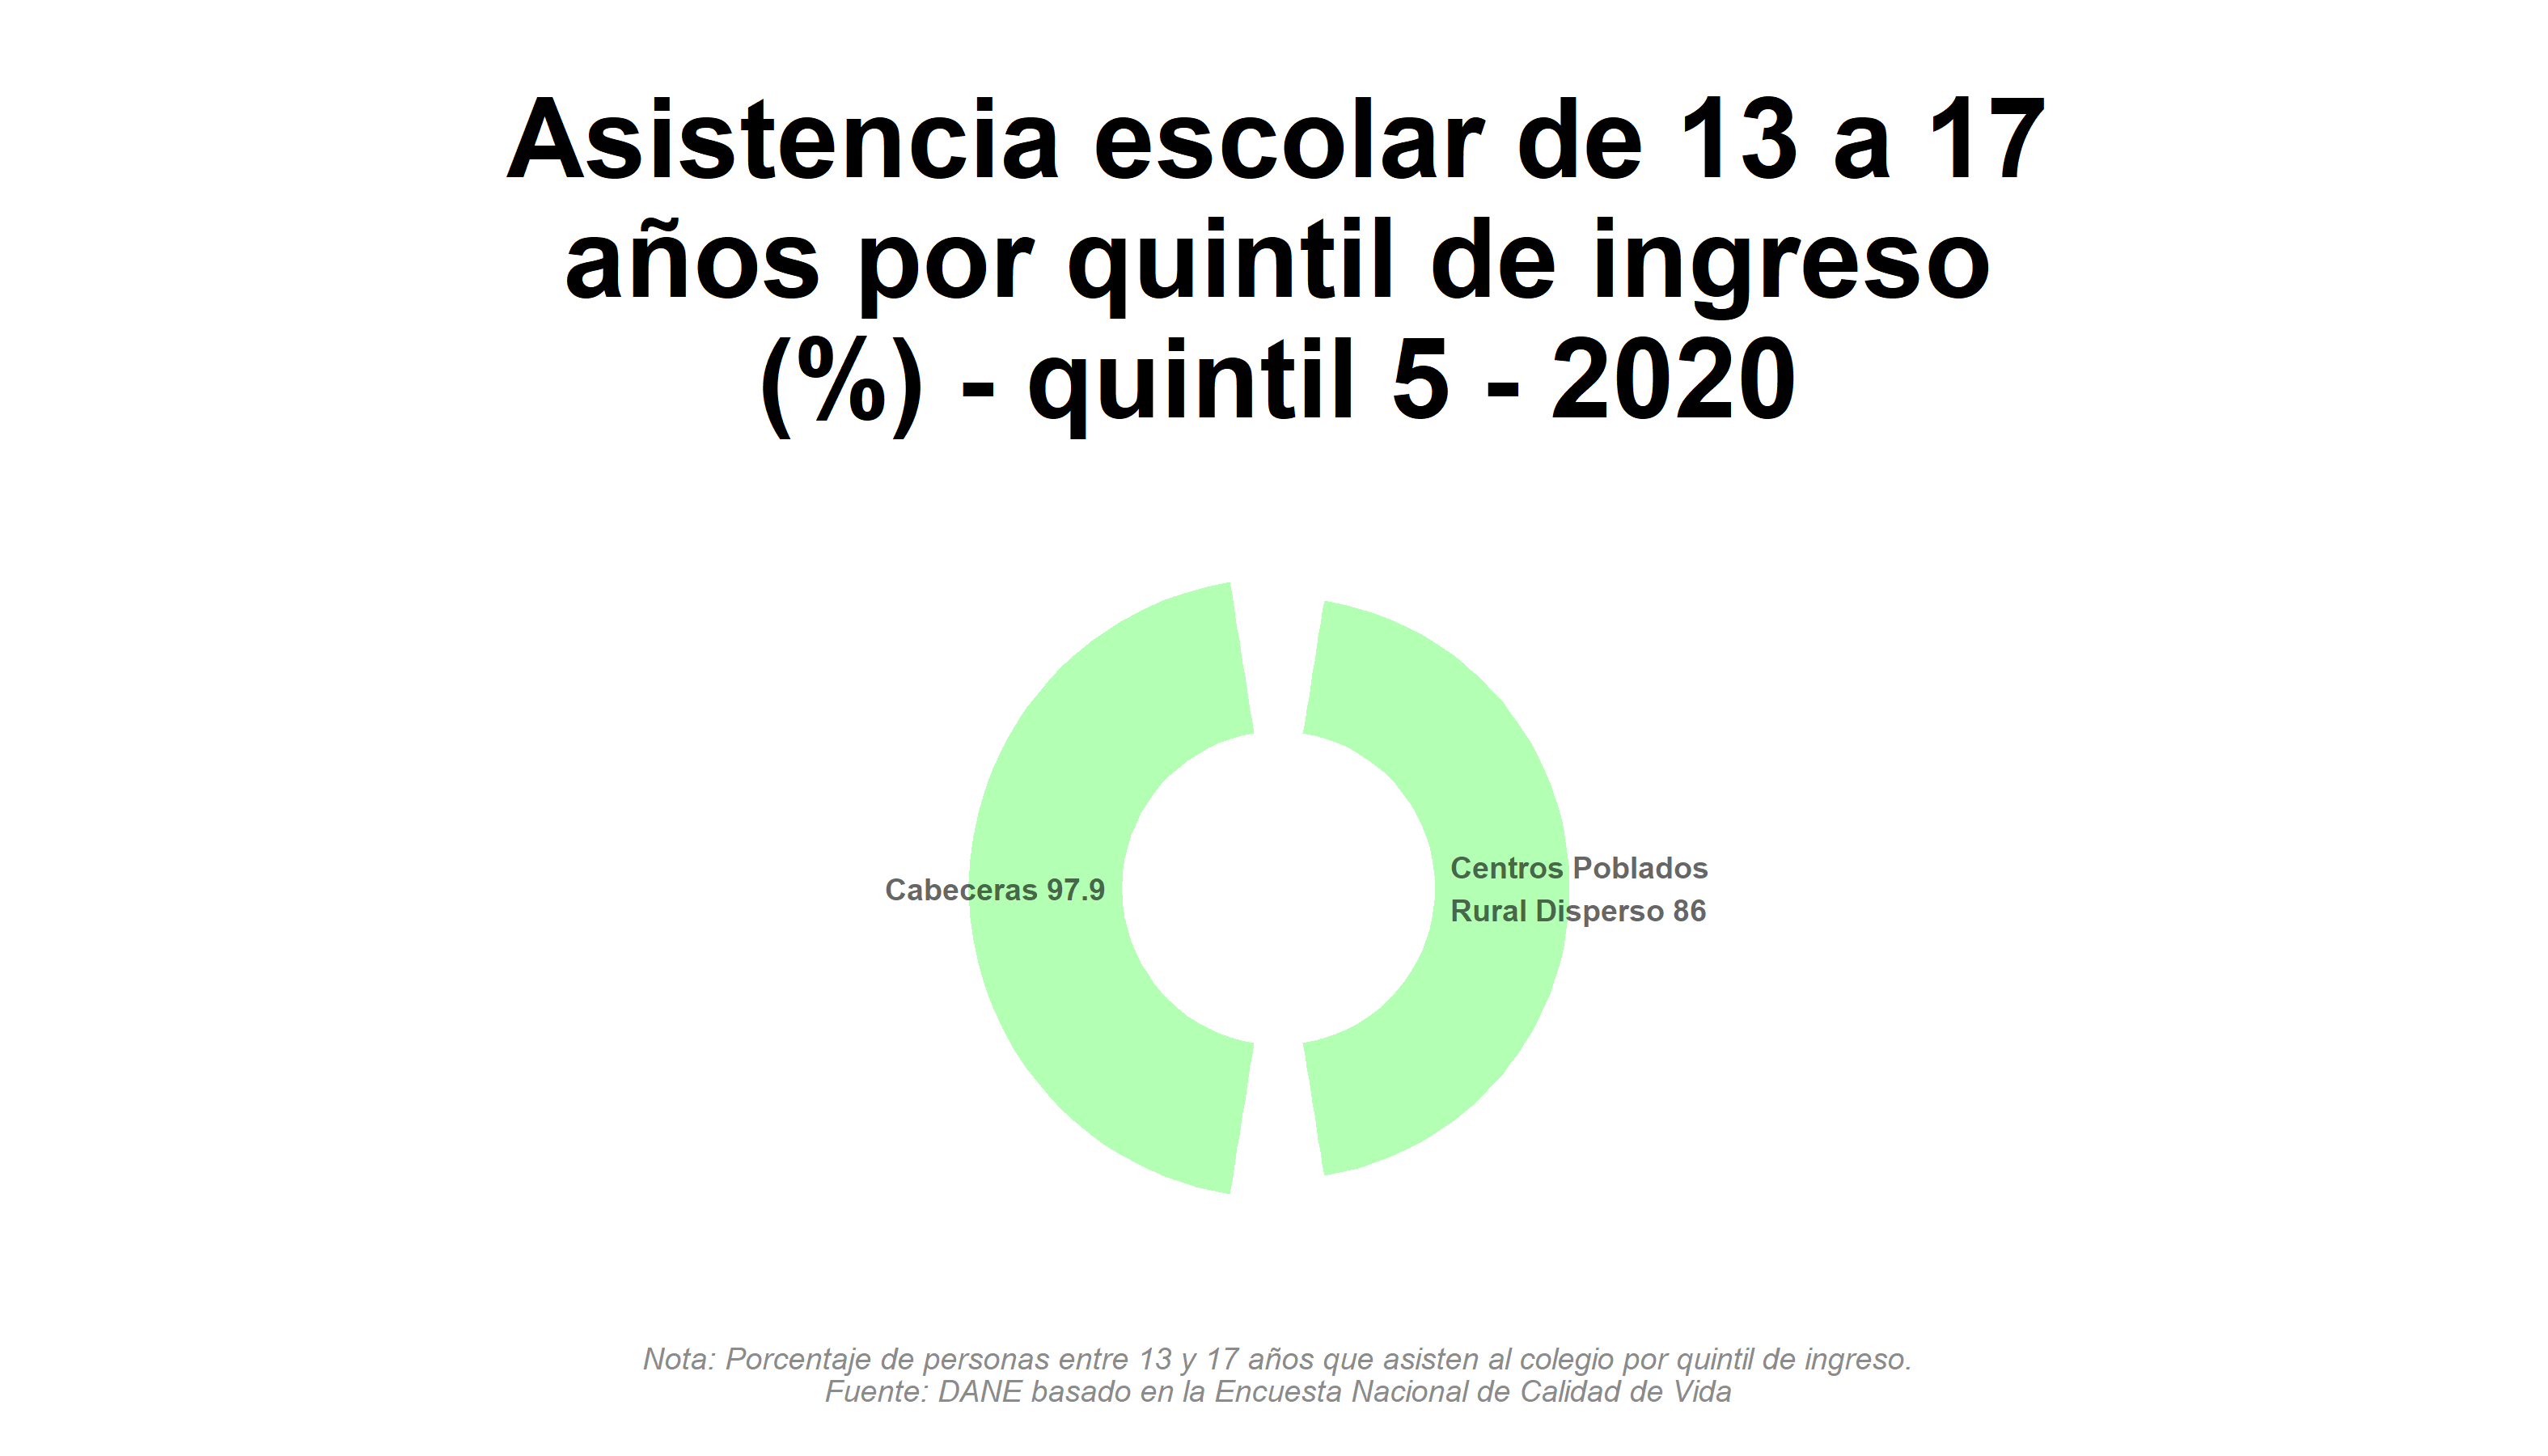 Asistencia escolar de 13 a 17
años por quintil de ingreso
(%) - quintil 5 - 2020
Cabeceras 97.9
Centros Poblados
Rural Disperso 86
Nota: Porcentaje de personas entre 13 y 17 años que asisten al colegio por quintil de ingreso.
Fuente: DANE basado en la Encuesta Nacional de Calidad de Vida